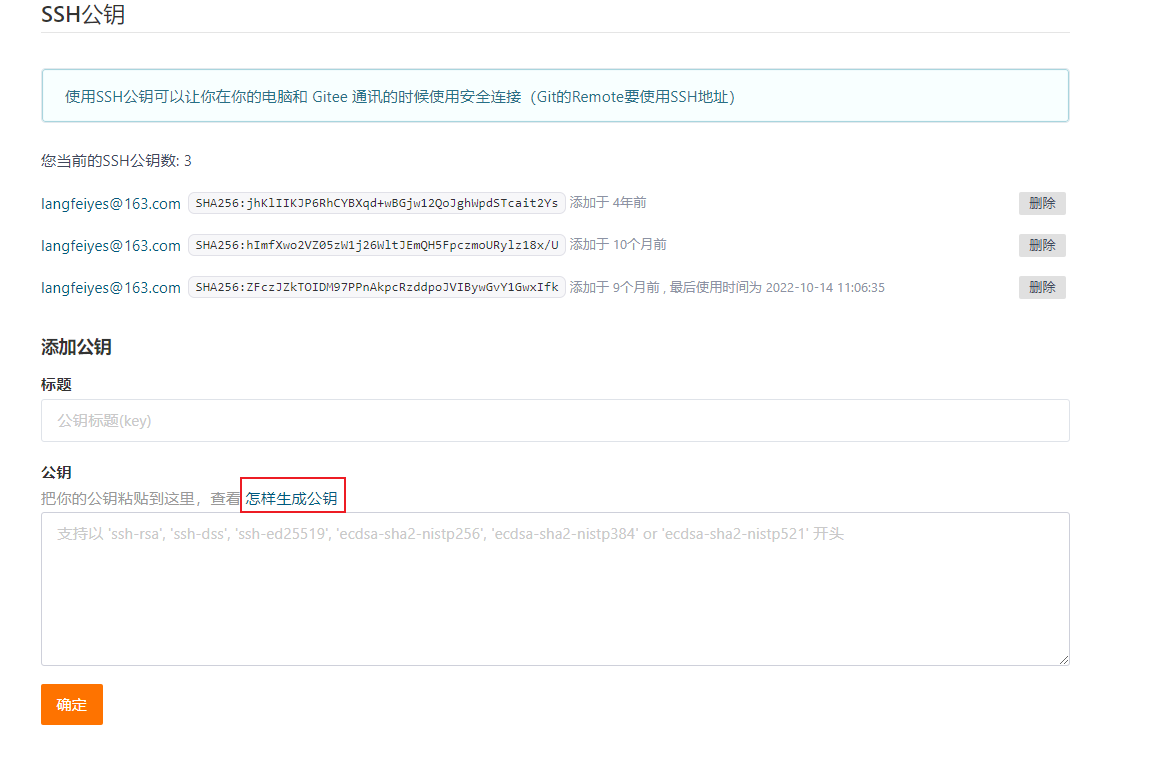 SSH公钥
使用SSH公钥可以让你在你的电脑和 Gitee 通讯的时候使用安全连接（Git的Remote要使用SSH地址）
您当前的SSH公钥数: 3
langfeiyes@163.com SHA256:jhKlIIKJP6RhCYBXqd+wBGjw12QoJghWpdSTcait2Ys 添加于 4年前 删除
langfeiyes@163.com SHA256:hImfXwo2VZ05zW1j26WltJEmQH5FpczmoURylz18x/U 添加于 10个月前 删除
langfeiyes@163.com SHA256:ZFczJZkTOIDM97PPnAkpcRzddpoJVIBywGvY1GwxIfk 添加于 9个月前 , 最后使用时间为 2022-10-14 11:06:35 删除
添加公钥
标题
公钥标题(key)
公钥
把你的公钥粘贴到这里，查看 怎样生成公钥
支持以 'ssh-rsa', 'ssh-dss', 'ssh-ed25519', 'ecdsa-sha2-nistp256', 'ecdsa-sha2-nistp384' or 'ecdsa-sha2-nistp521' 开头
确定